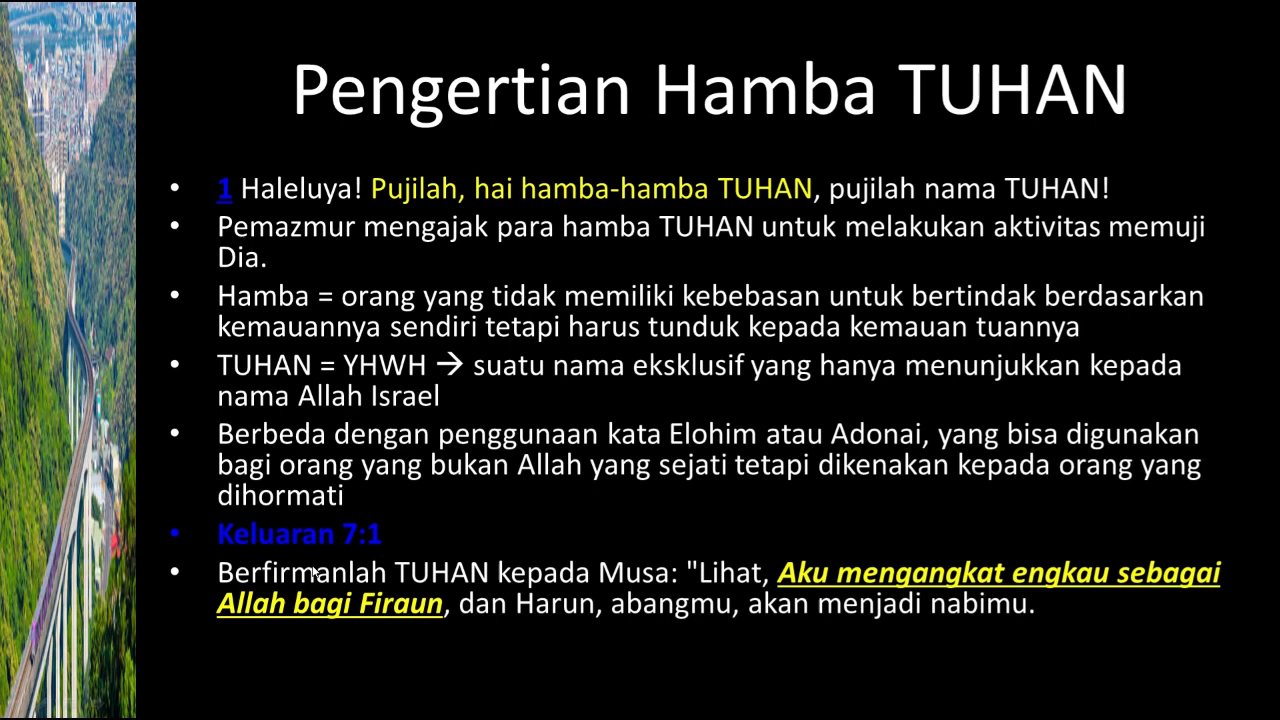 Pengertian Hamba TUHAN
• 1 Haleluya! Pujilah, hai hamba-hamba TUHAN, pujilah nama TUHAN!
• Pemazmur mengajak para hamba TUHAN untuk melakukan aktivitas memuji
Dia.
• Hamba = orang yang tidak memiliki kebebasan untuk bertindak berdasarkan
kemauannya sendiri tetapi harus tunduk kepada kemauan tuannya
• TUHAN = YHWH → suatu nama eksklusif yang hanya menunjukkan kepada
nama Allah Israel
• Berbeda dengan penggunaan kata Elohim atau Adonai, yang bisa digunakan
bagi orang yang bukan Allah yang sejati tetapi dikenakan kepada orang yang
dihormati
• Keluaran 7:1
• Berfirmanlah TUHAN kepada Musa: "Lihat, Aku mengangkat engkau sebagai
Allah bagi Firaun, dan Harun, abangmu, akan menjadi nabimu.